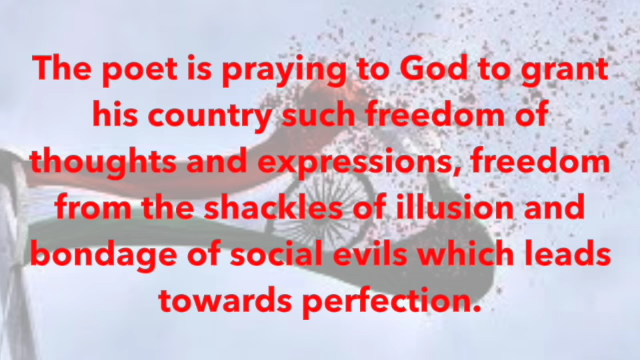 The poet is praying to God to grant
his country such freedom of
thoughts and expressions, freedom
from the shackles of illusion and
bondage of social evils which leads
towards perfection.